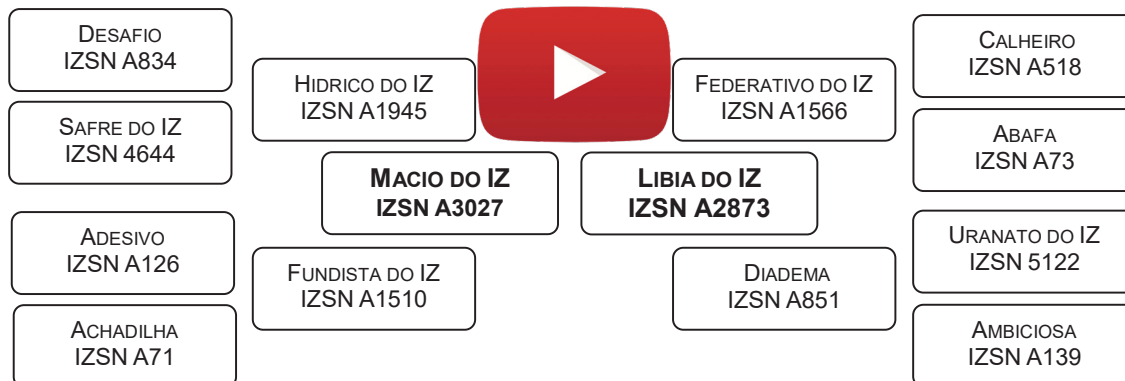 DESAFIO
IZSN A834
SAFRE DO IZ
IZSN 4644
ADESIVO
IZSN A126
ACHADILHA
IZSN A71
HIDRICO DO IZ
IZSN A1945
FUNDISTA DO IZ
IZSN A1510
MACIO DO IZ
IZSN A3027
LIBIA DO IZ
IZSN A2873
FEDERATIVO DO IZ
IZSN A1566
DIADEMA
IZSN A851
CALHEIRO
IZSN A518
ABAFA
IZSN A73
URANATO DO IZ
IZSN 5122
AMBICIOSA
IZSN A139